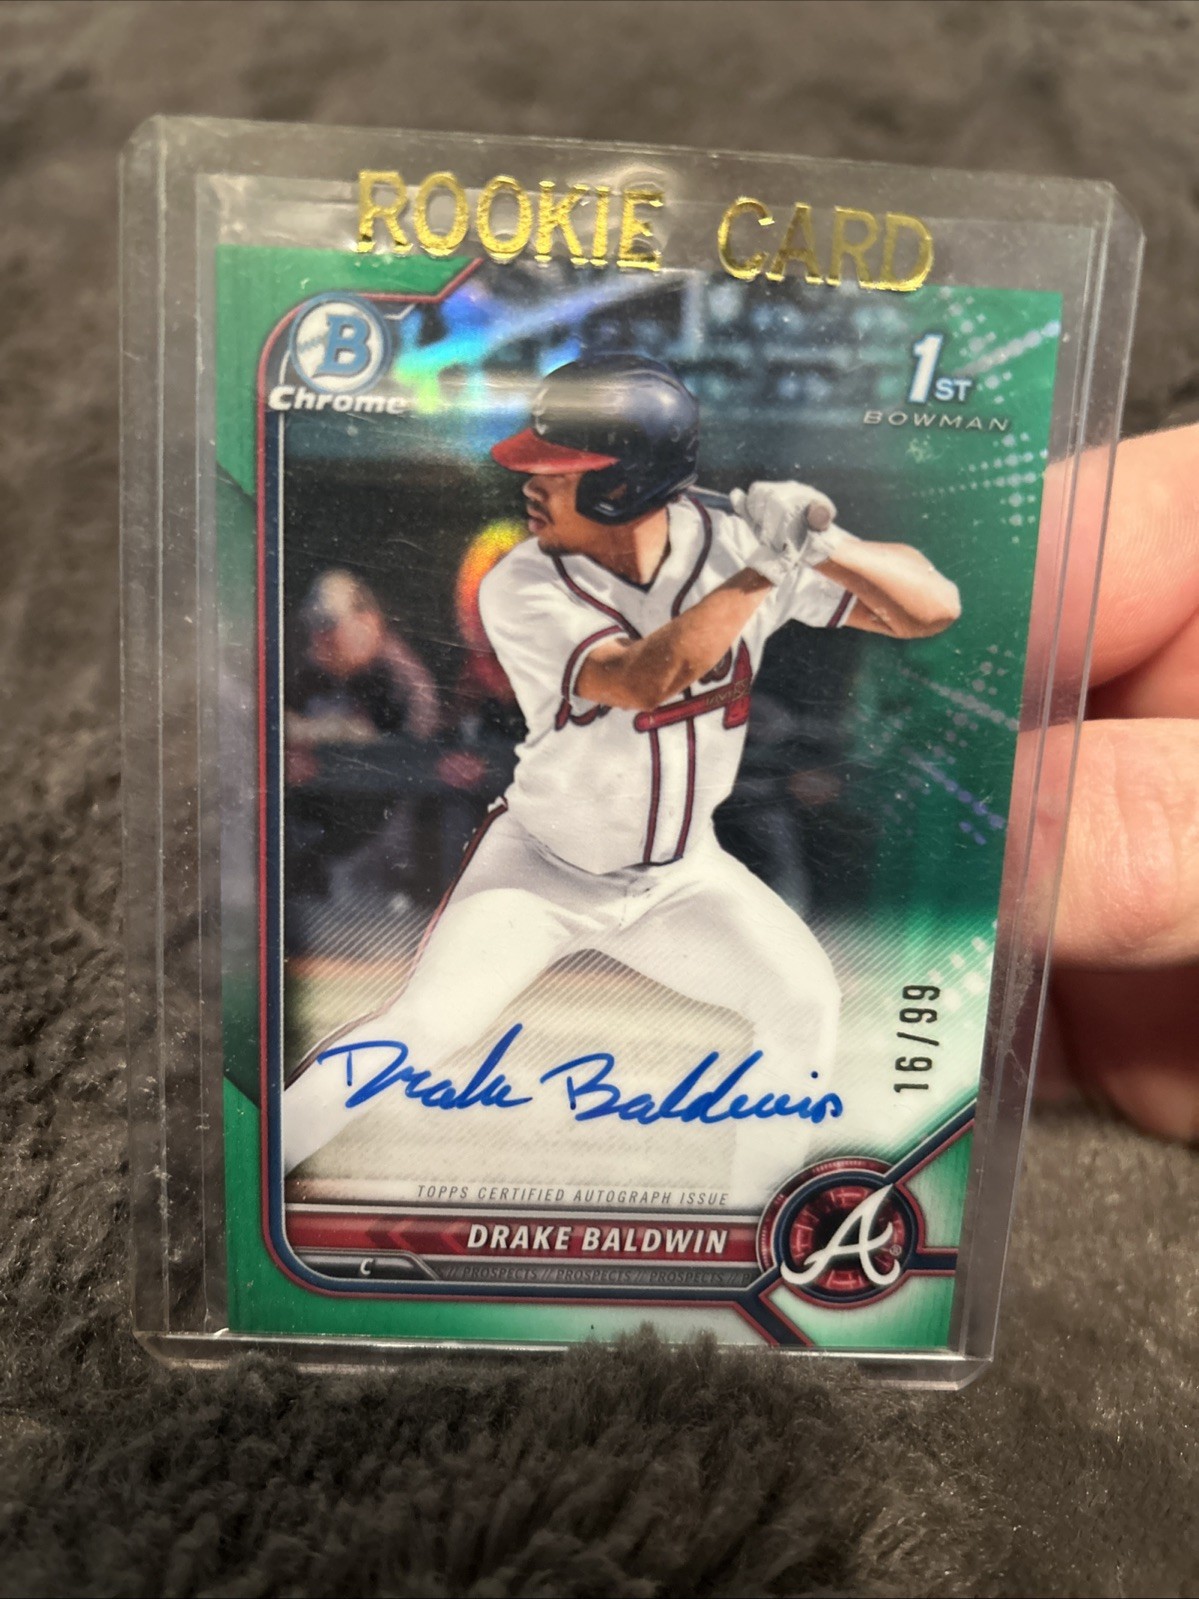 ROOKIE CARD
B
Chrome
1ST
BOWMAN
16/99
Drake Baldwin
TOPPS CERTIFIED AUTOGRAPH ISSUE
DRAKE BALDWIN
A
C
// PROSPECTS // PROSPECTS // PROSPECTS // P